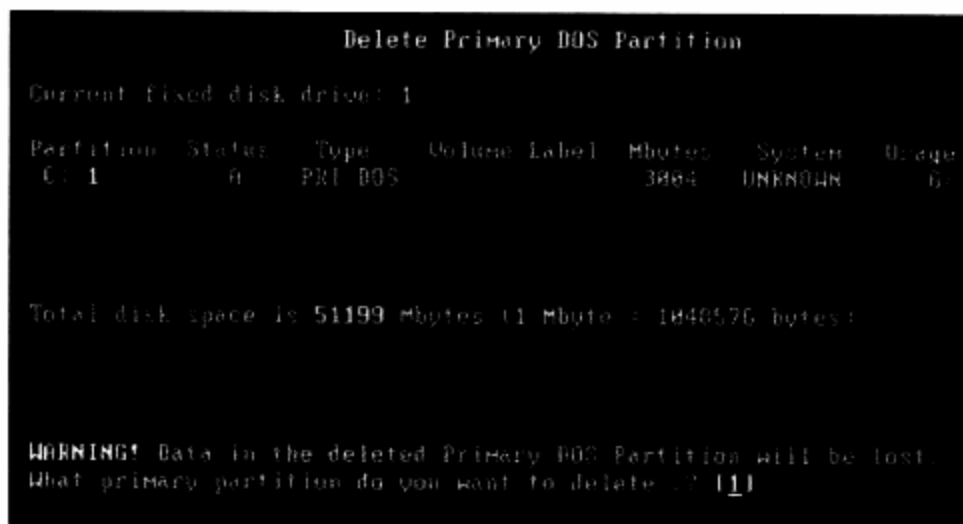 Delete Primary DOS Partition
Current fixed disk drive: 1
Partition Status Type Volume Label Mbytes System Usage
C: 1 A PRI DOS 3004 UNKNOWN
Total disk space is 51199 Mbytes (1 Mbyte = 1048576 bytes)
WARNING! Data in the deleted Primary DOS Partition will be lost.
What primary partition do you want to delete ..? [1]